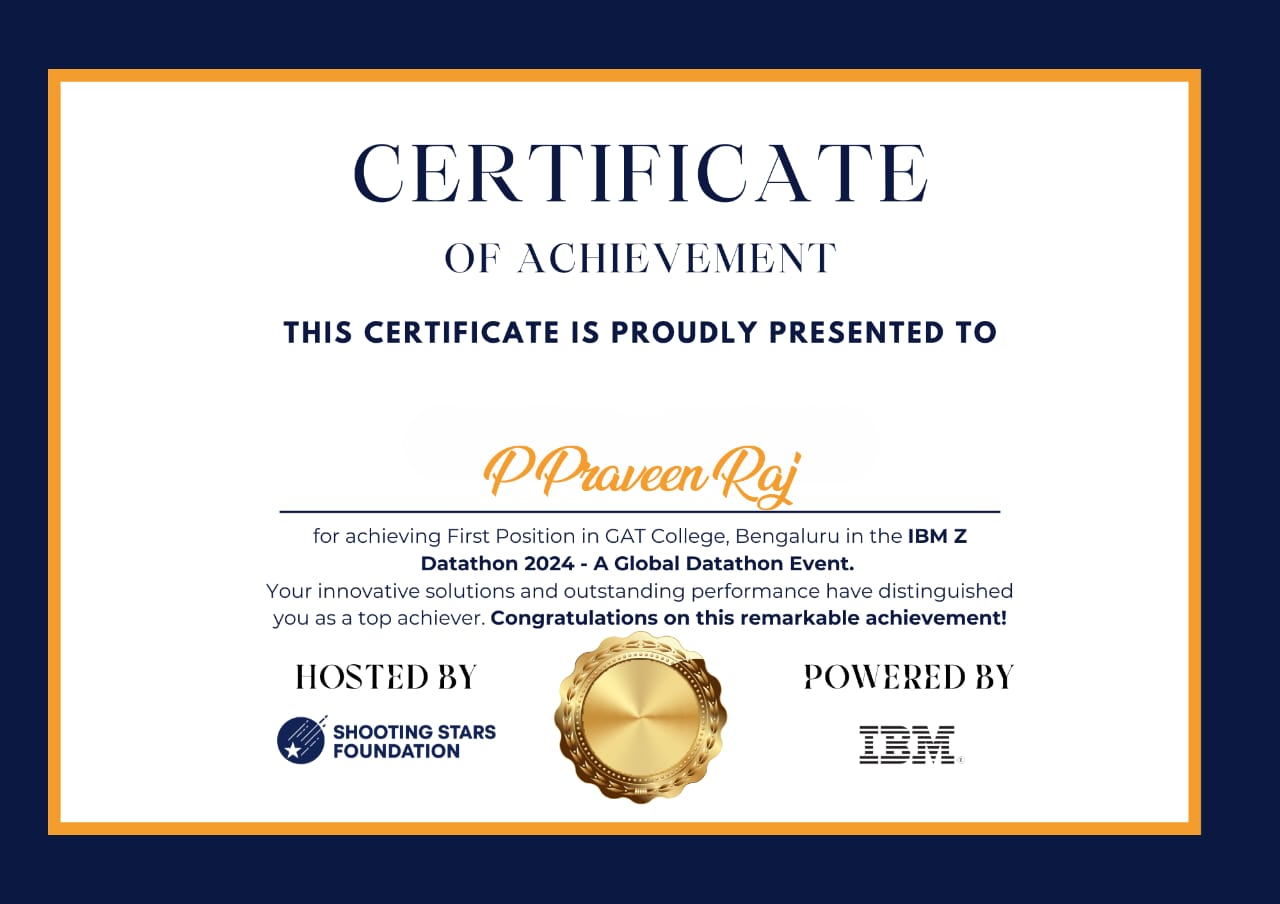 CERTIFICATE
OF ACHIEVEMENT
THIS CERTIFICATE IS PROUDLY PRESENTED TO
P Praveen Raj
for achieving First Position in GAT College, Bengaluru in the IBM Z
Datathon 2024 - A Global Datathon Event.
Your innovative solutions and outstanding performance have distinguished
you as a top achiever. Congratulations on this remarkable achievement!
HOSTED BY
POWERED BY
SHOOTING STARS
FOUNDATION
IBM®